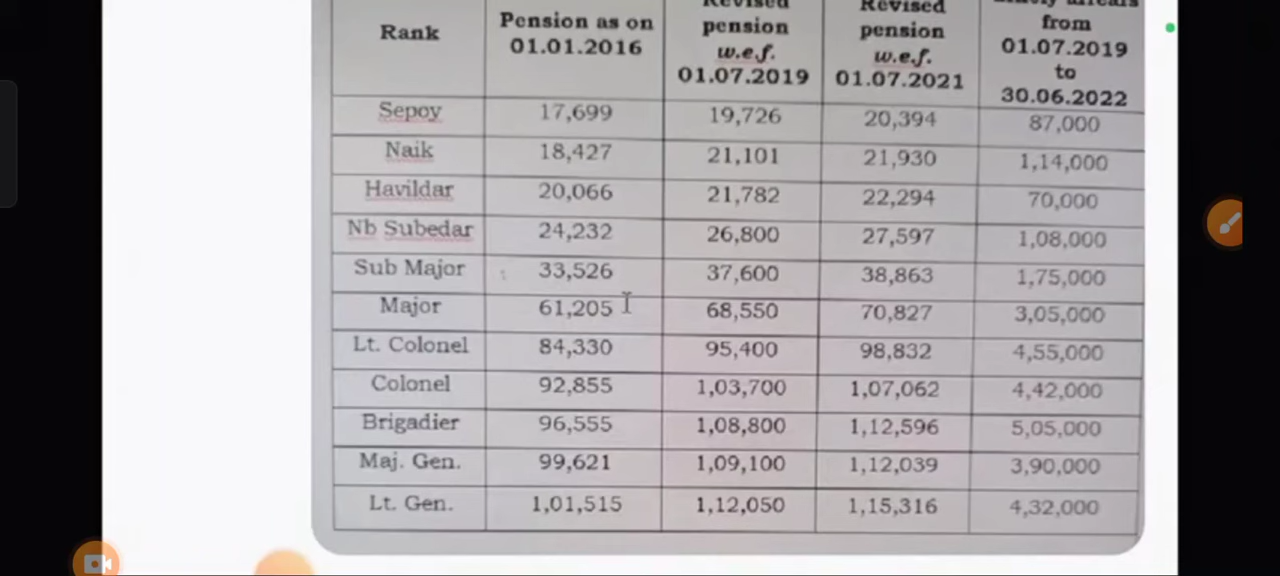 Rank
Pension as on
01.01.2016
Revised
pension
w.e.f.
01.07.2019
Revised
pension
w.e.f.
01.07.2021
arrears
from
01.07.2019
to
30.06.2022
Sepoy 17,699 19,726 20,394 87,000
Naik 18,427 21,101 21,930 1,14,000
Havildar 20,066 21,782 22,294 70,000
Nb Subedar 24,232 26,800 27,597 1,08,000
Sub Major 33,526 37,600 38,863 1,75,000
Major 61,205 68,550 70,827 3,05,000
Lt. Colonel 84,330 95,400 98,832 4,55,000
Colonel 92,855 1,03,700 1,07,062 4,42,000
Brigadier 96,555 1,08,800 1,12,596 5,05,000
Maj. Gen. 99,621 1,09,100 1,12,039 3,90,000
Lt. Gen. 1,01,515 1,12,050 1,15,316 4,32,000